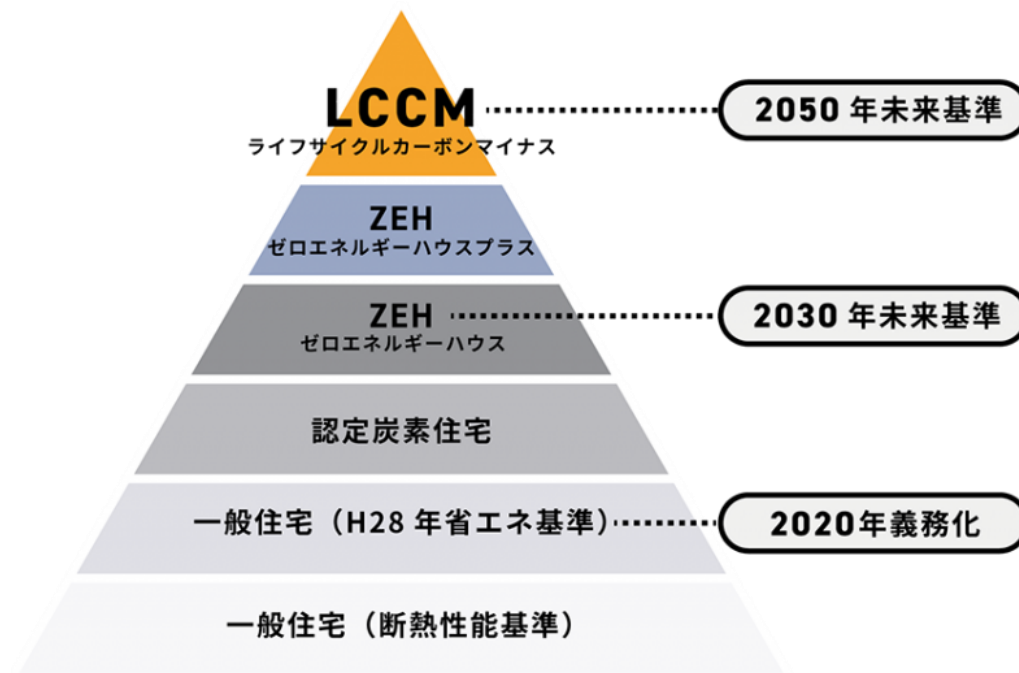 LCCM
ライフサイクルカーボンマイナス
2050 年未来基準
ZEH
ゼロエネルギーハウスプラス
ZEH
ゼロエネルギーハウス
2030 年未来基準
認定炭素住宅
一般住宅（H28 年省エネ基準）
2020年義務化
一般住宅（断熱性能基準）